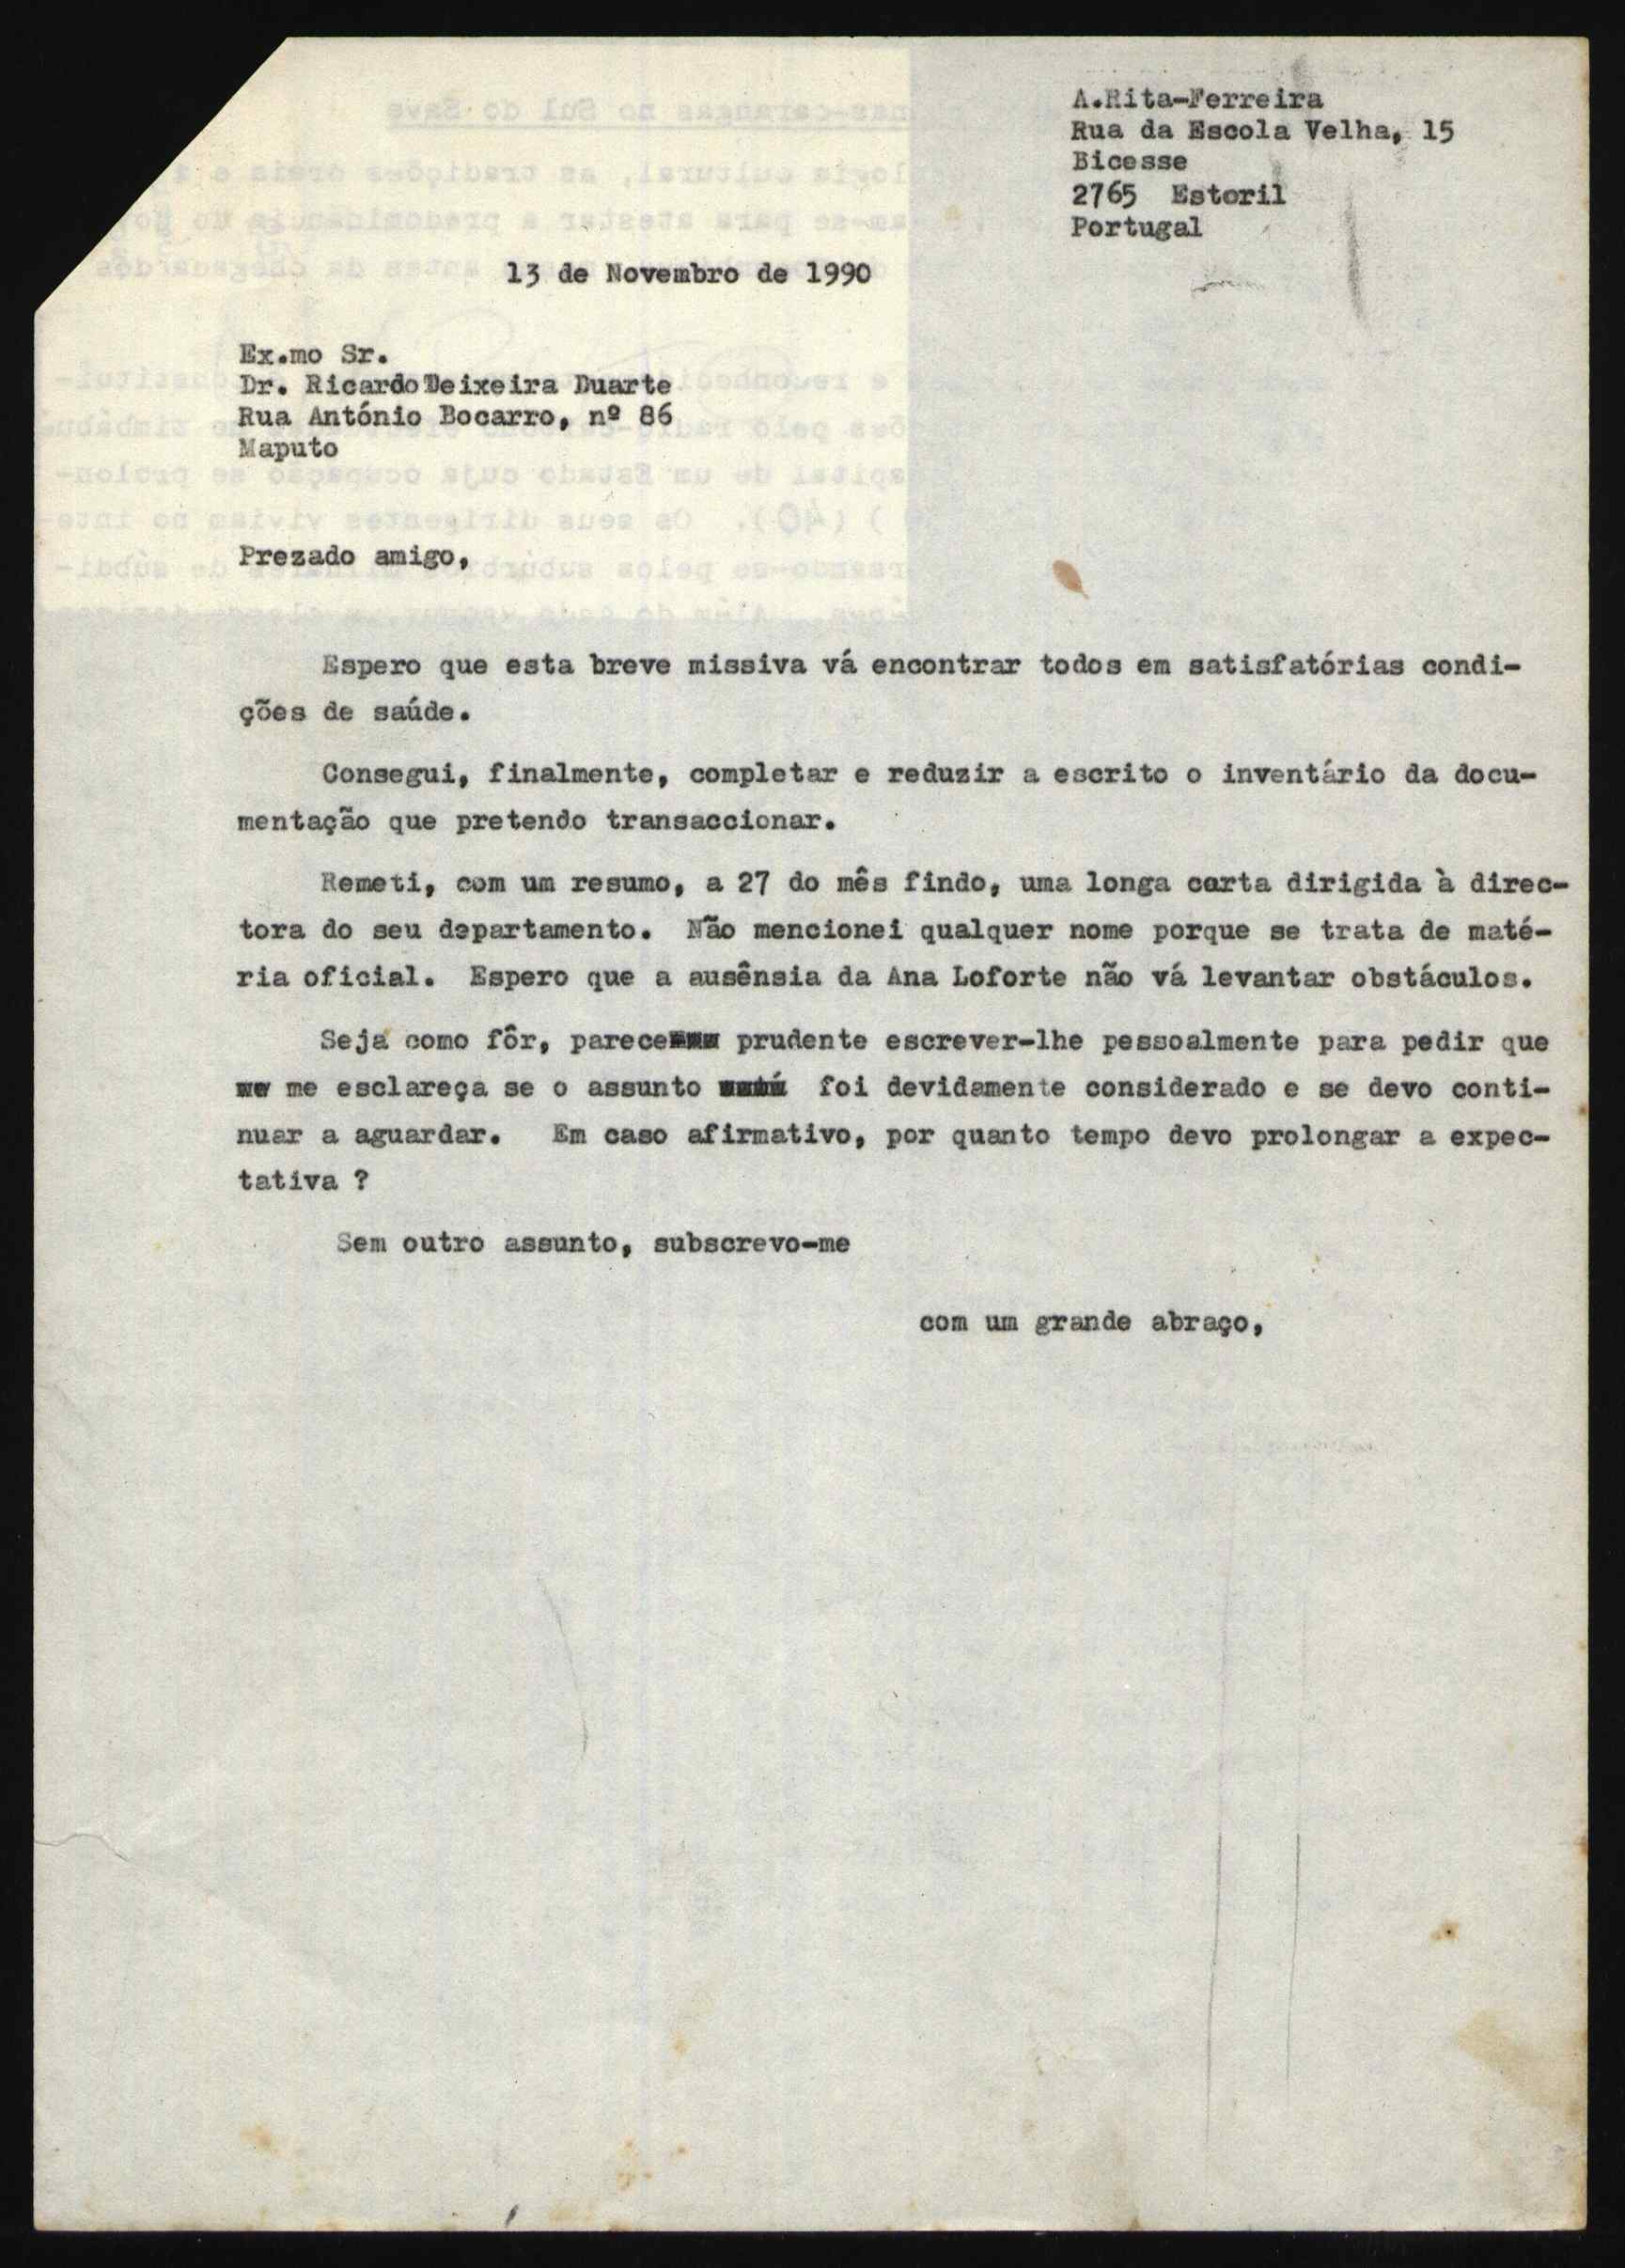 A.Rita-Ferreira
Rua da Escola Velha, 15
Bicesse
2765  Estoril
Portugal
13 de Novembro de 1990
Ex.mo Sr.
Dr. Ricardo Teixeira Duarte
Rua António Bocarro, nº 86
Maputo
Prezado amigo,
Espero que esta breve missiva vá encontrar todos em satisfatórias condi-
ções de saúde.
Consegui, finalmente, completar e reduzir a escrito o inventário da docu-
mentação que pretendo transaccionar.
Remeti, com um resumo, a 27 do mês findo, uma longa carta dirigida à direc-
tora do seu departamento.  Não mencionei qualquer nome porque se trata de maté-
ria oficial.  Espero que a ausênsia da Ana Loforte não vá levantar obstáculos.
Seja como fôr, parece prudente escrever-lhe pessoalmente para pedir que
me esclareça se o assunto foi devidamente considerado e se devo conti-
nuar a aguardar.   Em caso afirmativo, por quanto tempo devo prolongar a expec-
tativa ?
Sem outro assunto, subscrevo-me
com um grande abraço,